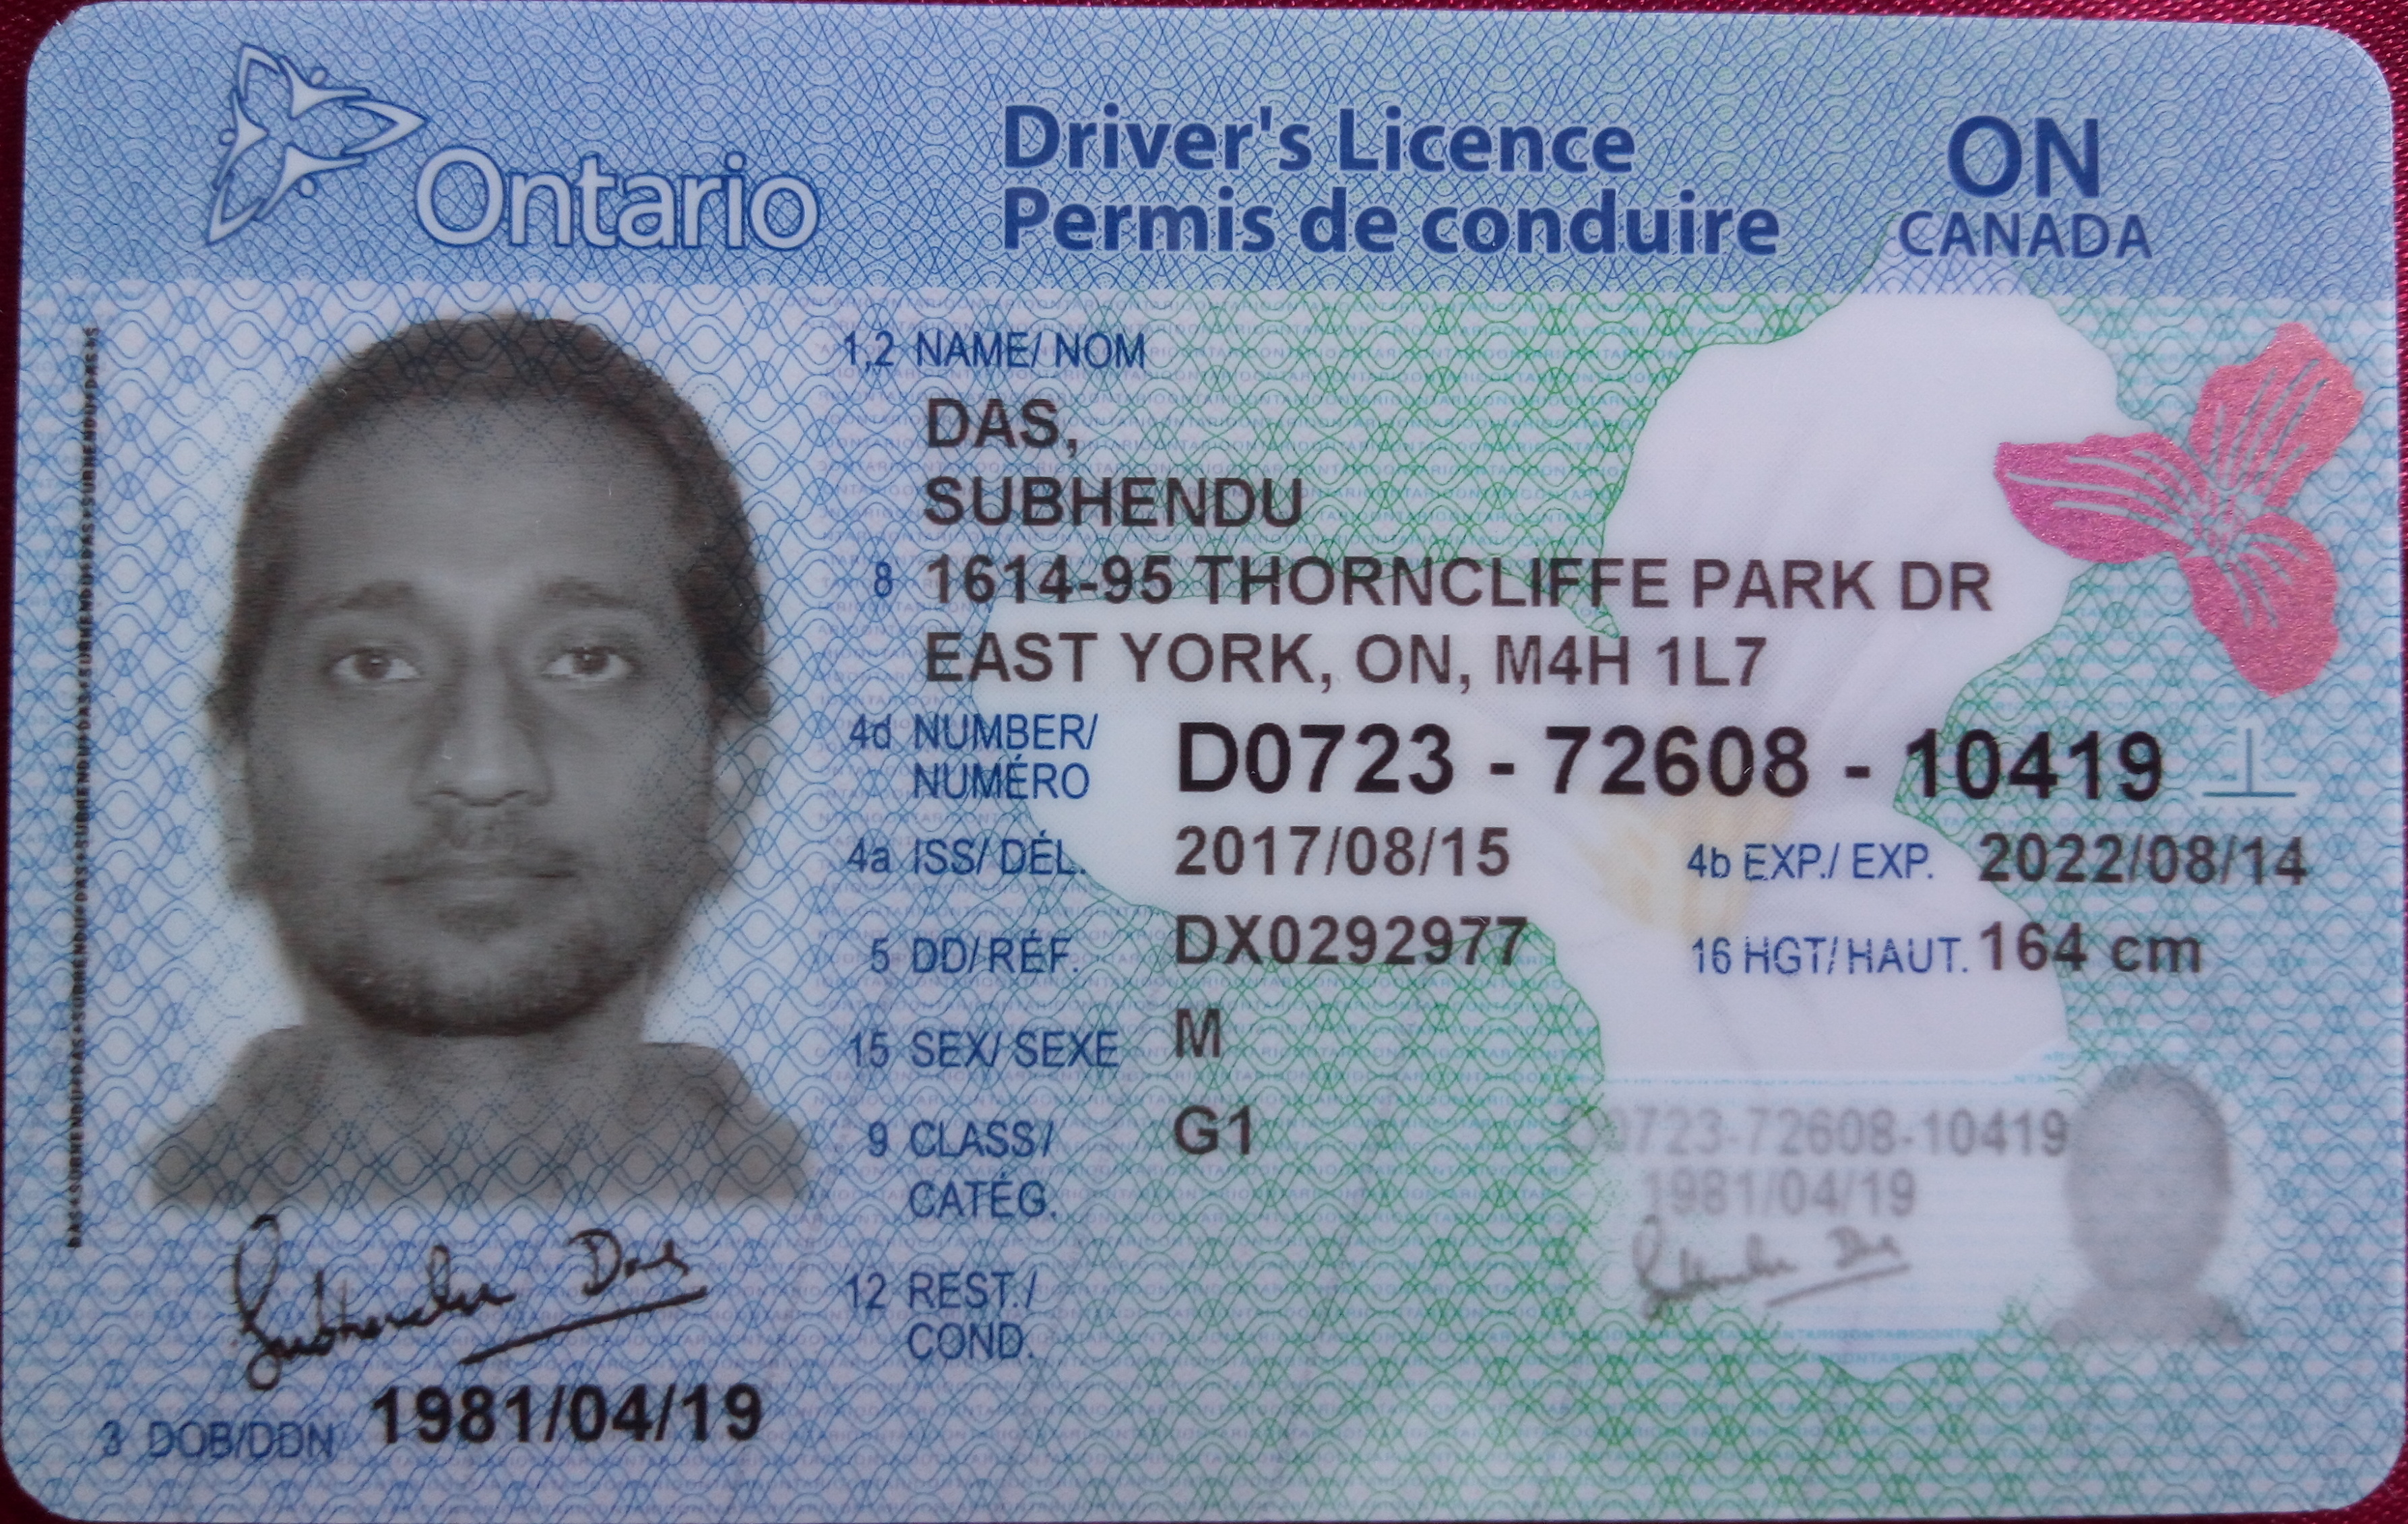 Ontario
Driver's Licence
Permis de conduire
ON
CANADA
1,2 NAME/ NOM
DAS,
SUBHENDU
8 1614-95 THORNCLIFFE PARK DR
EAST YORK, ON, M4H 1L7
4d NUMBER/
NUMÉRO
D0723 - 72608 - 10419
4a ISS/ DÉL. 2017/08/15
4b EXP./ EXP. 2022/08/14
5 DD/ RÉF. DX0292977
16 HGT/ HAUT. 164 cm
15 SEX/ SEXE M
9 CLASS/
CATÉG.
G1
12 REST./
COND.
D0723-72608-10419
1981/04/19
Subhendu Das
Subhendu Das
3 DOB/DDN 1981/04/19